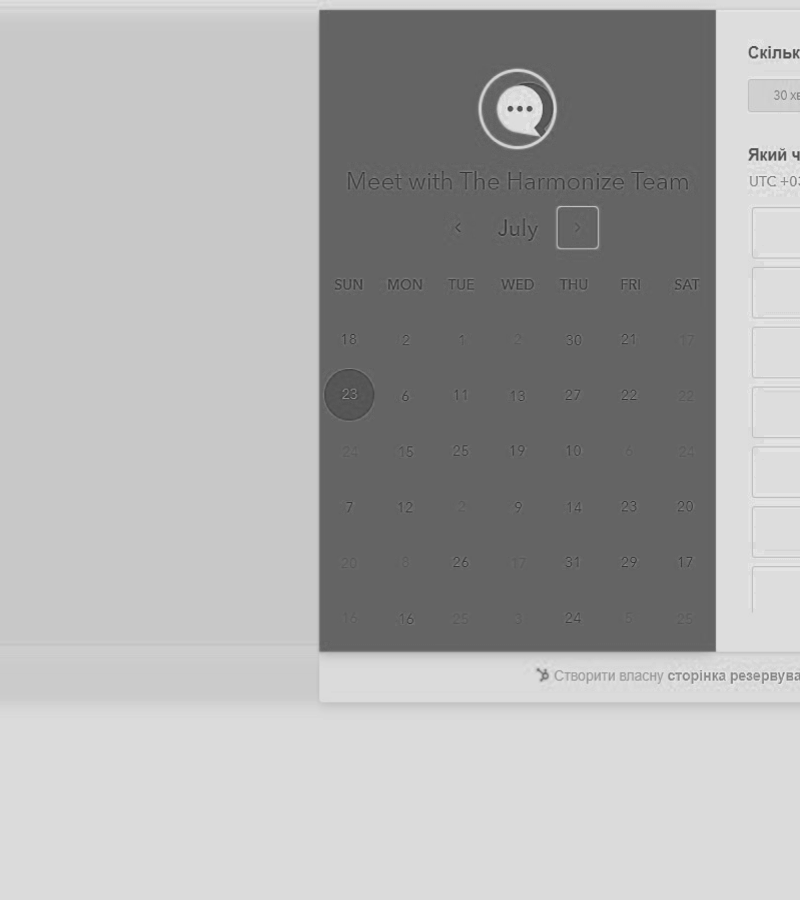 Meet with The Harmonize Team
July
SUN MON TUE WED THU FRI SAT
18 2 1 2 30 21 17
23 6 11 13 27 22 22
24 15 25 19 10 6 24
7 12 2 9 14 23 20
20 8 26 17 31 29 17
16 16 25 3 24 5 25
Скільк
30 хв
Який ч
UTC +03
Створити власну сторінка резервува